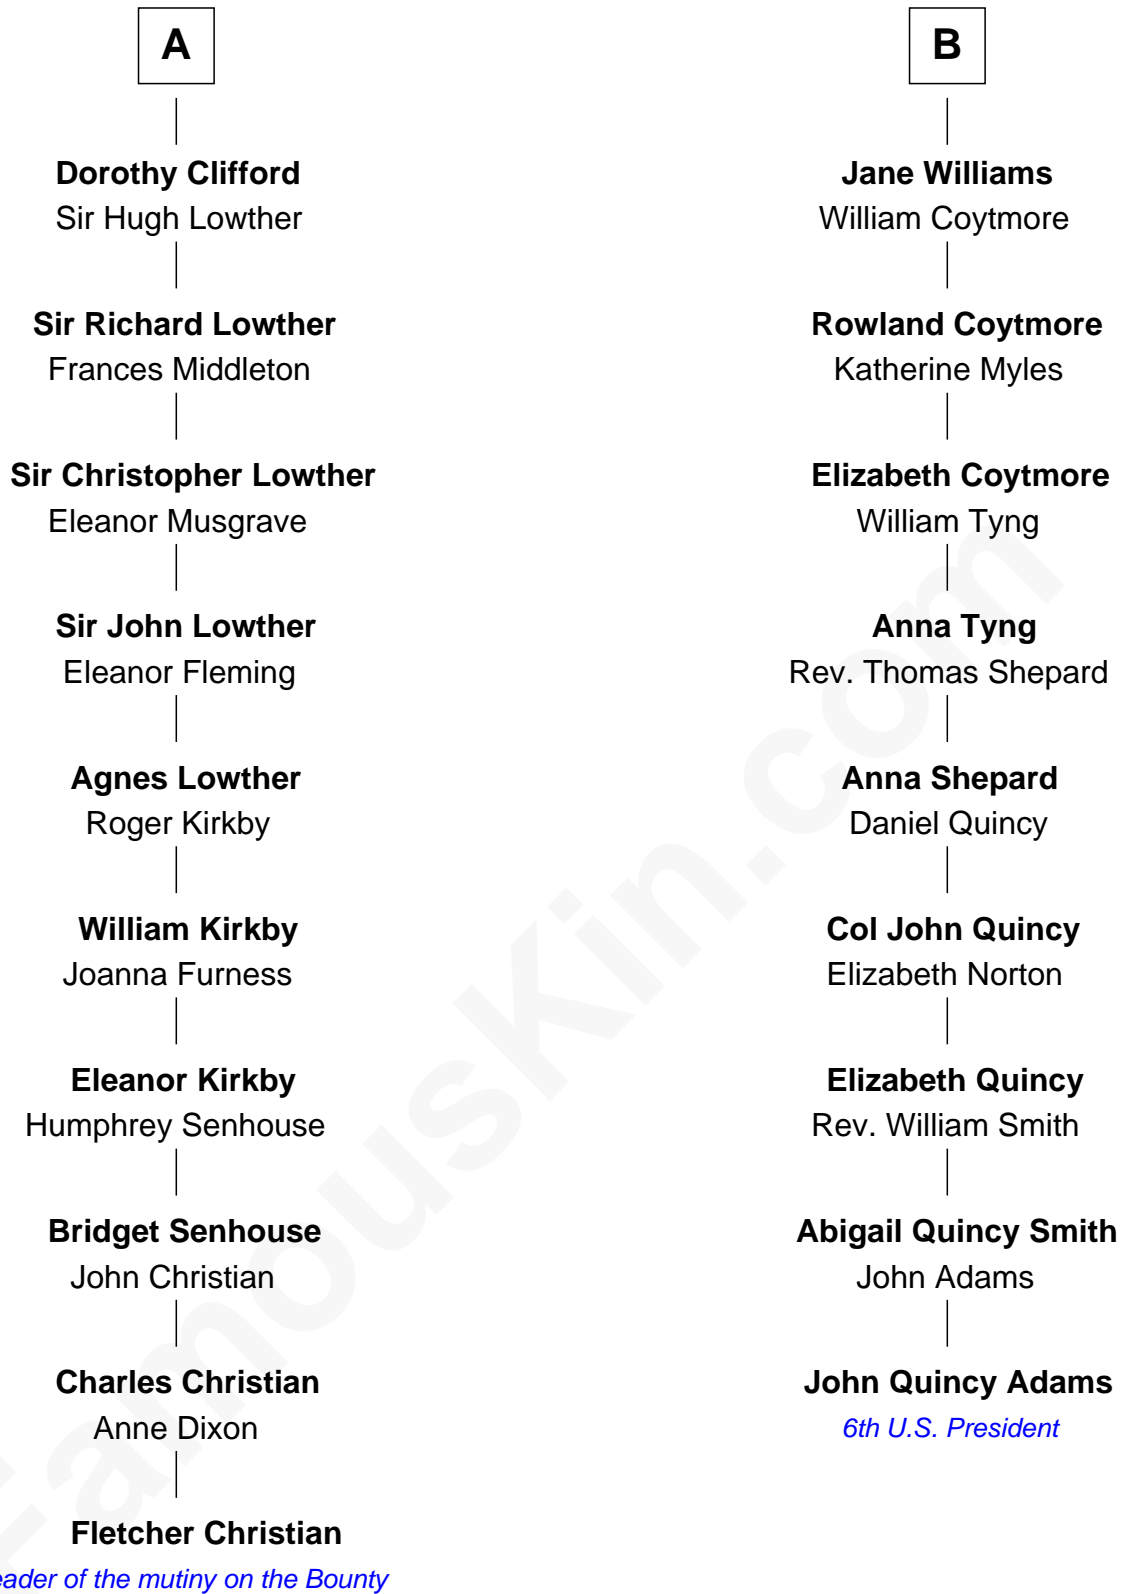 A
Dorothy Clifford
Sir Hugh Lowther
Sir Richard Lowther
Frances Middleton
Sir Christopher Lowther
Eleanor Musgrave
Sir John Lowther
Eleanor Fleming
Agnes Lowther
Roger Kirkby
William Kirkby
Joanna Furness
Eleanor Kirkby
Humphrey Senhouse
Bridget Senhouse
John Christian
Charles Christian
Anne Dixon
Fletcher Christian
eader of the mutiny on the Bounty
B
Jane Williams
William Coytmore
Rowland Coytmore
Katherine Myles
Elizabeth Coytmore
William Tyng
Anna Tyng
Rev. Thomas Shepard
Anna Shepard
Daniel Quincy
Col John Quincy
Elizabeth Norton
Elizabeth Quincy
Rev. William Smith
Abigail Quincy Smith
John Adams
John Quincy Adams
6th U.S. President
FamousKin.com